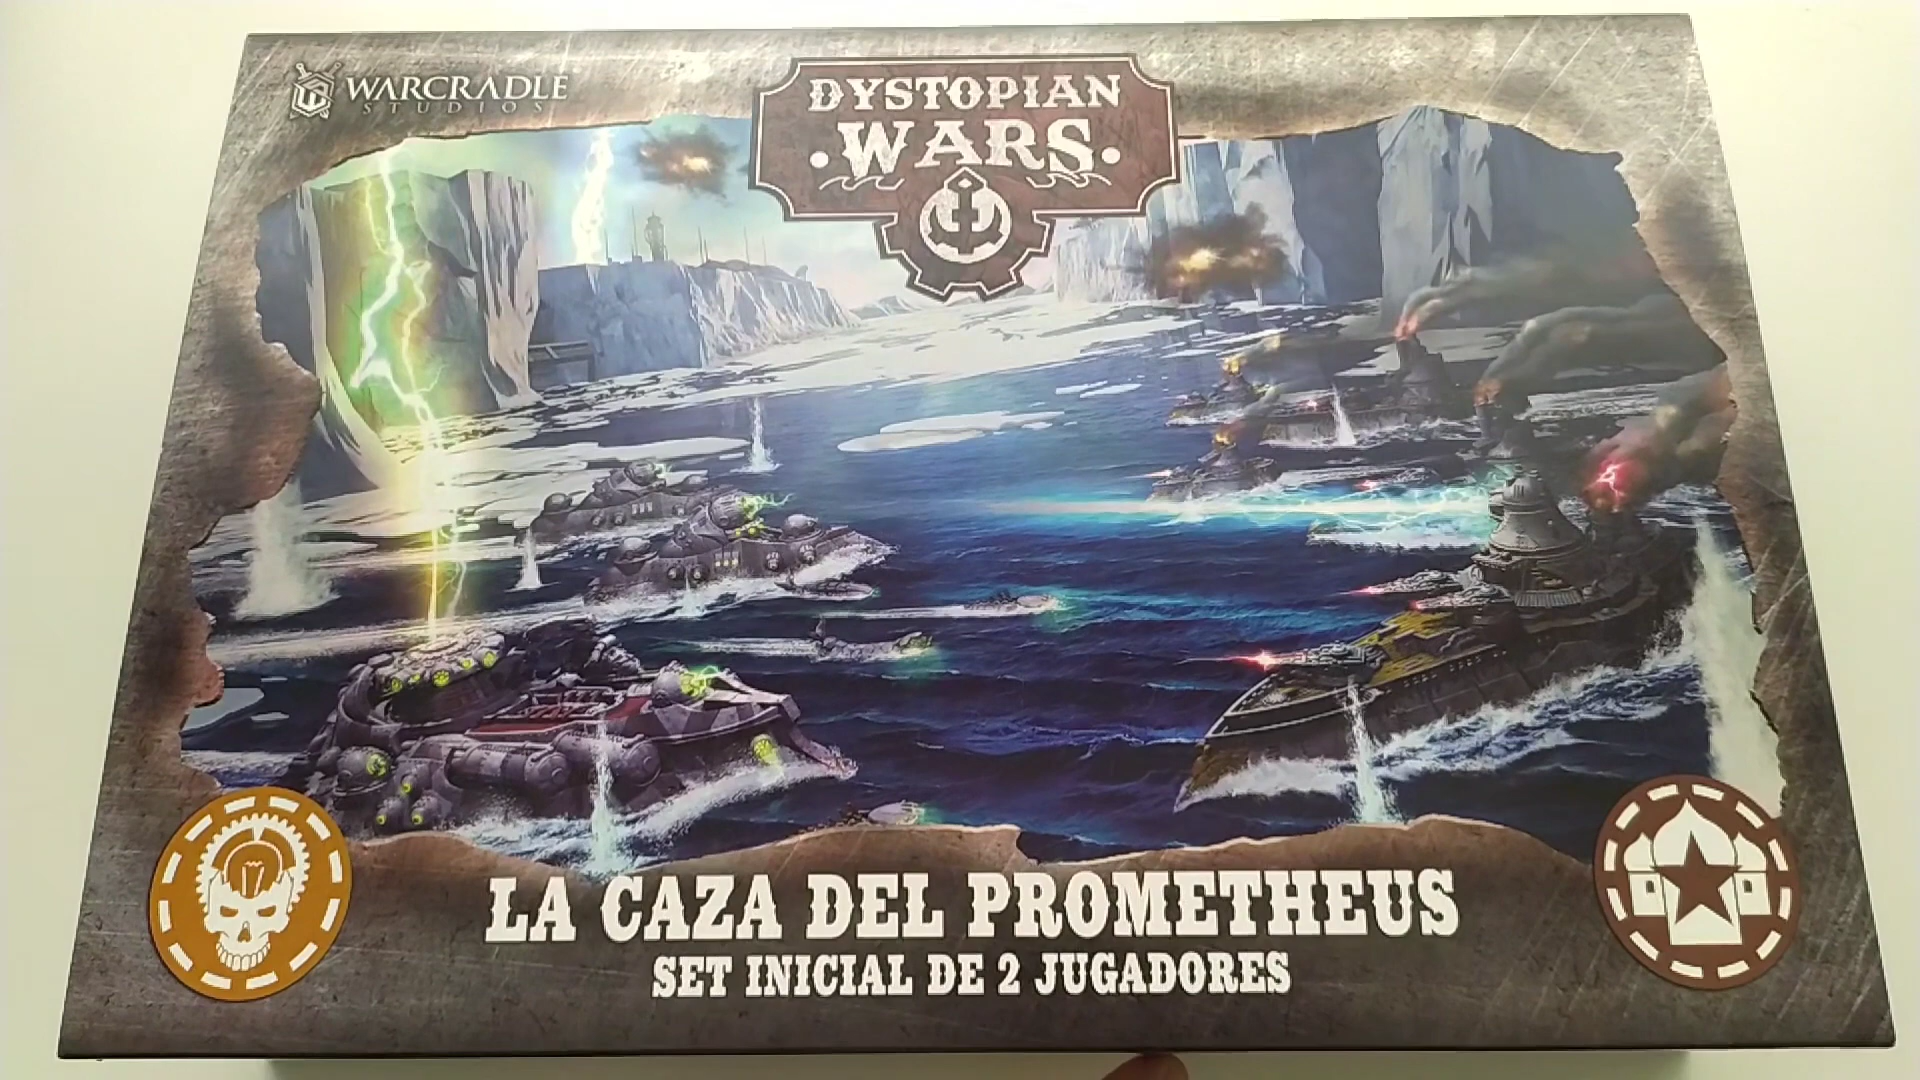 WARCRADLE
STUDIOS
DYSTOPIAN
WARS
LA CAZA DEL PROMETHEUS
SET INICIAL DE 2 JUGADORES